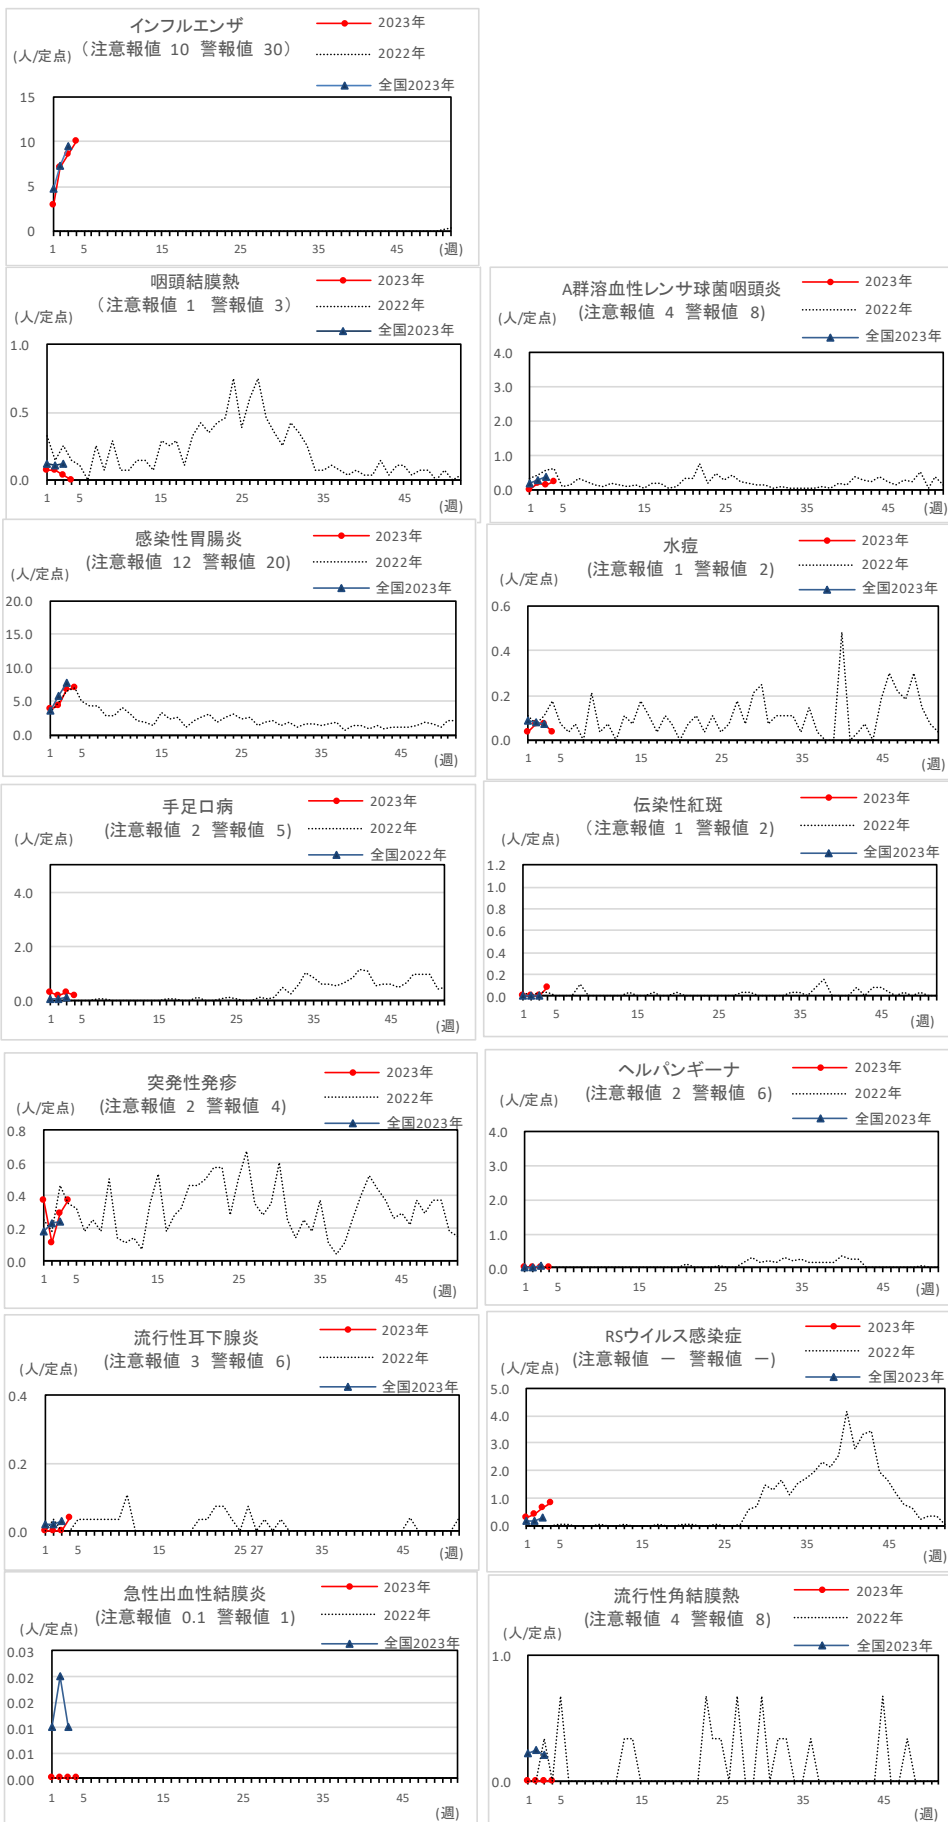 インフルエンザ
（注意報値 10 警報値 30）
(人/定点)
2023年
2022年
全国2023年
15
10
5
0
1 5 15 25 35 45 (週)
咽頭結膜熱
（注意報値 1 警報値 3）
(人/定点)
2023年
2022年
全国2023年
1.0
0.5
0.0
1 5 15 25 35 45
(週)
A群溶血性レンサ球菌咽頭炎
(注意報値 4 警報値 8)
(人/定点)
2023年
2022年
全国2023年
4.0
3.0
2.0
1.0
0.0
1 5 15 25 35 45
(週)
感染性胃腸炎
(注意報値 12 警報値 20)
(人/定点)
2023年
2022年
全国2023年
20.0
15.0
10.0
5.0
0.0
1 5 15 25 35 45
(週)
水痘
(注意報値 1 警報値 2)
(人/定点)
2023年
2022年
全国2023年
0.6
0.4
0.2
0.0
1 5 15 25 35 45
(週)
手足口病
(注意報値 2 警報値 5)
(人/定点)
2023年
2022年
全国2022年
4.0
2.0
0.0
1 5 15 25 35 45
(週)
伝染性紅斑
（注意報値 1 警報値 2）
(人/定点)
2023年
2022年
全国2023年
1.2
1.0
0.8
0.6
0.4
0.2
0.0
1 5 15 25 35 45
(週)
突発性発疹
(注意報値 2 警報値 4)
(人/定点)
2023年
2022年
全国2023年
0.8
0.6
0.4
0.2
0.0
1 5 15 25 35 45
(週)
ヘルパンギーナ
(注意報値 2 警報値 6)
(人/定点)
2023年
2022年
全国2023年
4.0
3.0
2.0
1.0
0.0
1 5 15 25 35 45
(週)
流行性耳下腺炎
(注意報値 3 警報値 6)
(人/定点)
2023年
2022年
全国2023年
0.4
0.2
0.0
1 5 15 25 27 35 45
(週)
RSウイルス感染症
(注意報値 － 警報値 －)
(人/定点)
2023年
2022年
全国2023年
5.0
4.0
3.0
2.0
1.0
0.0
1 5 15 25 35 45
(週)
急性出血性結膜炎
(注意報値 0.1 警報値 1)
(人/定点)
2023年
2022年
全国2023年
0.03
0.02
0.02
0.01
0.01
0.00
1 5 15 25 35 45
(週)
流行性角結膜熱
(注意報値 4 警報値 8)
(人/定点)
2023年
2022年
全国2023年
1.0
0.0
1 5 15 25 35 45
(週)